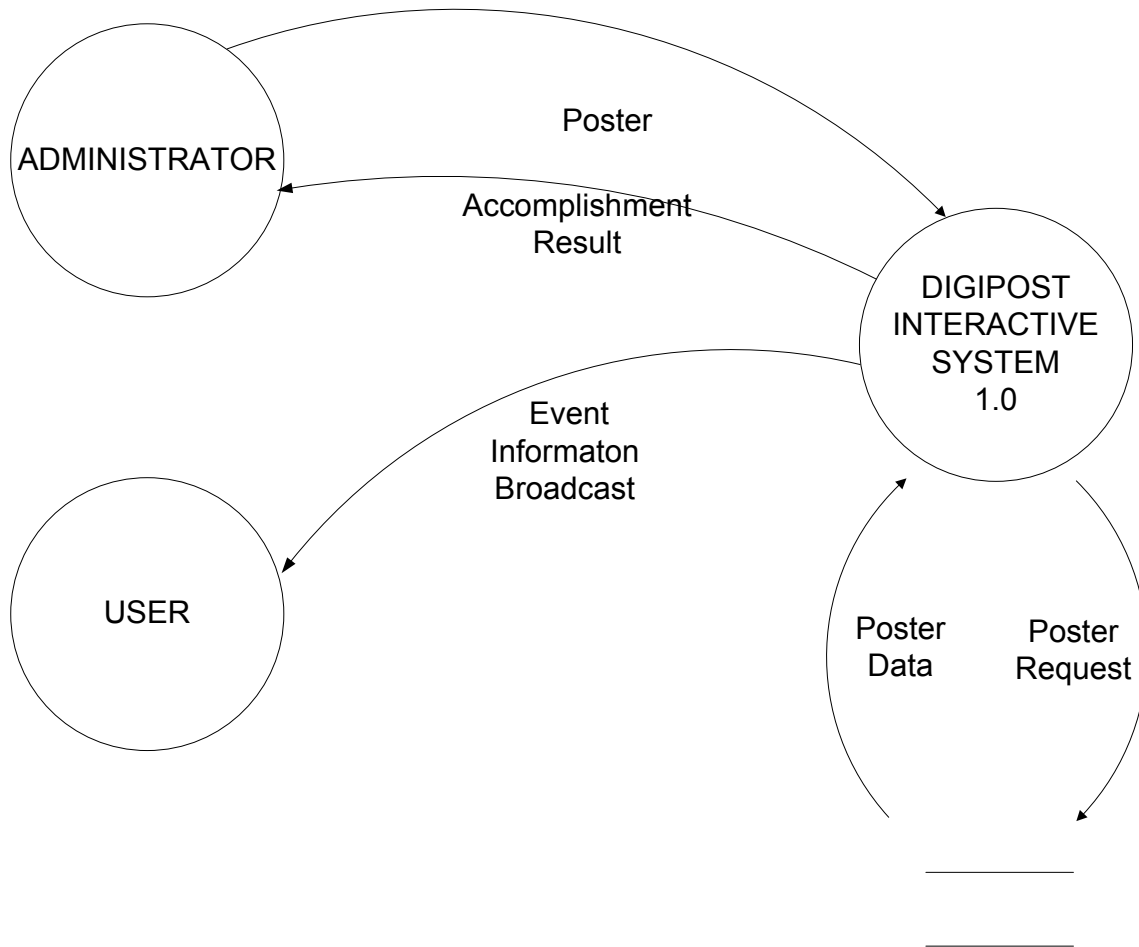 Poster
ADMINISTRATOR
Accomplishment
Result
DIGIPOST
INTERACTIVE
SYSTEM
1.0
Event
Informaton
Broadcast
USER
Poster
Data
Poster
Request